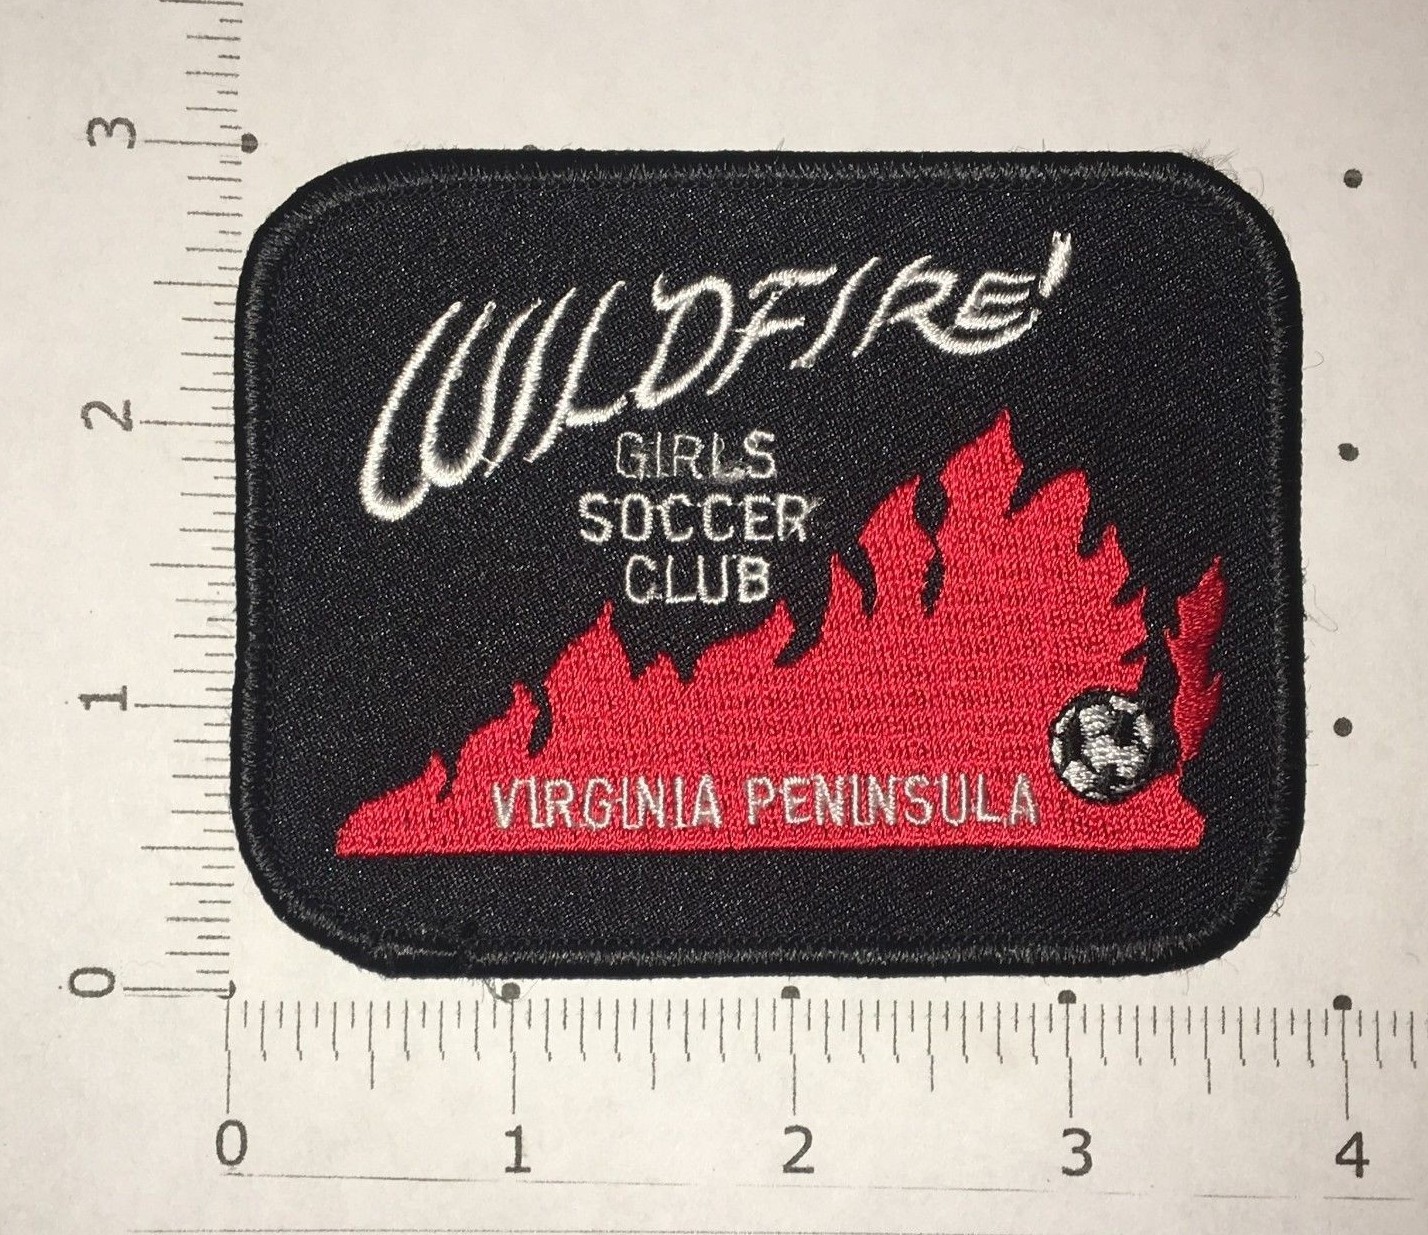 WILDFIRE'
GIRLS
SOCCER
CLUB
VIRGINIA PENINSULA
3
2
1
0
0 1 2 3 4